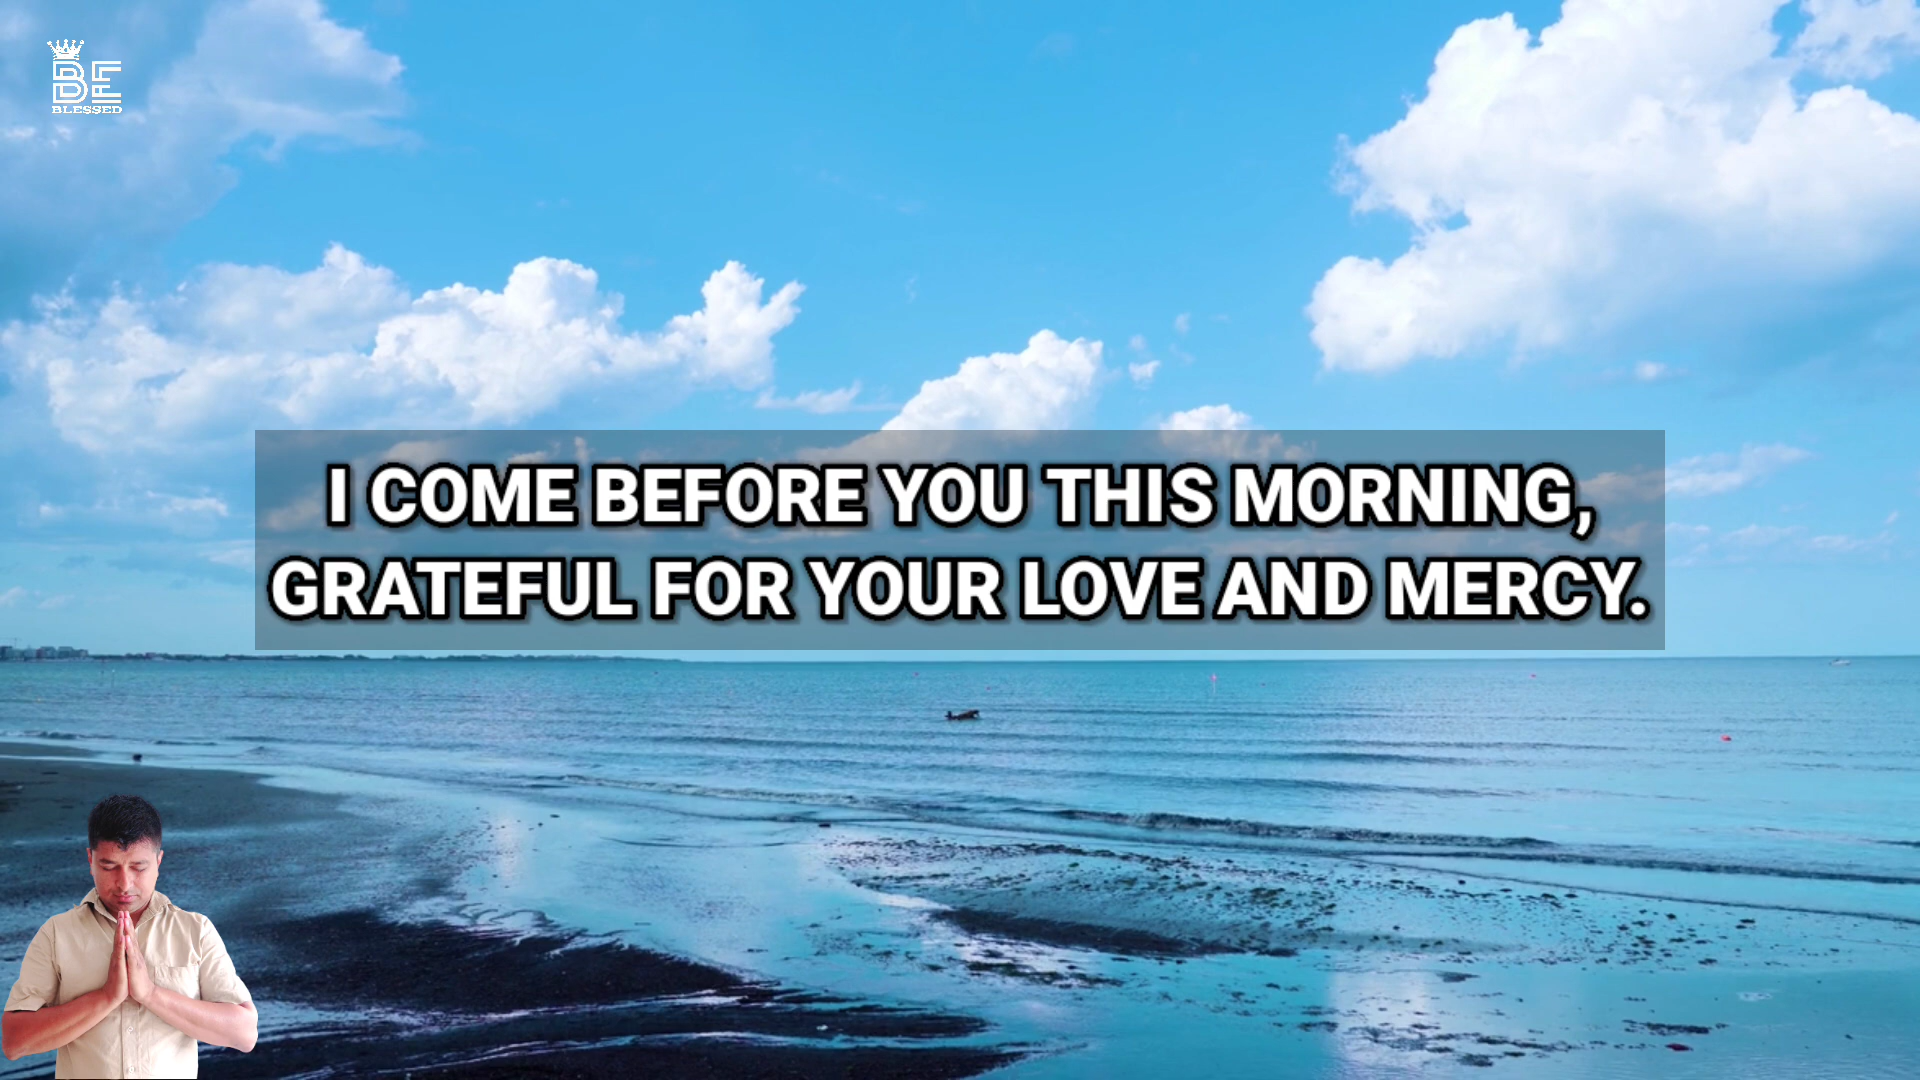 BE
BLESSED
I COME BEFORE YOU THIS MORNING,
GRATEFUL FOR YOUR LOVE AND MERCY.